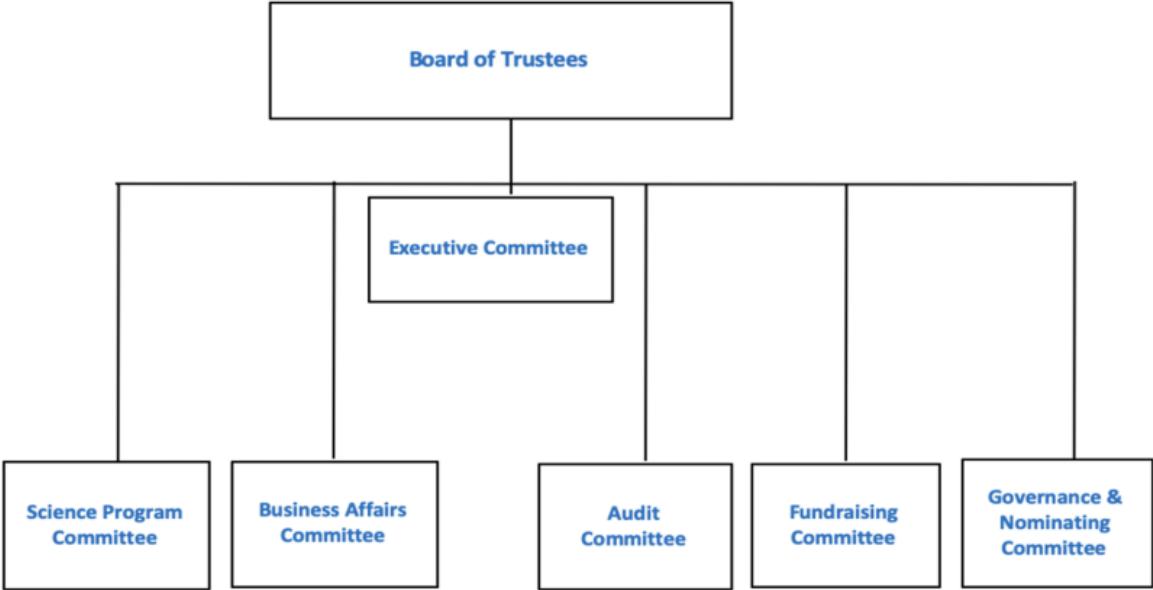 Board of Trustees
Executive Committee
Science Program
Committee
Business Affairs
Committee
Audit
Committee
Fundraising
Committee
Governance &
Nominating
Committee